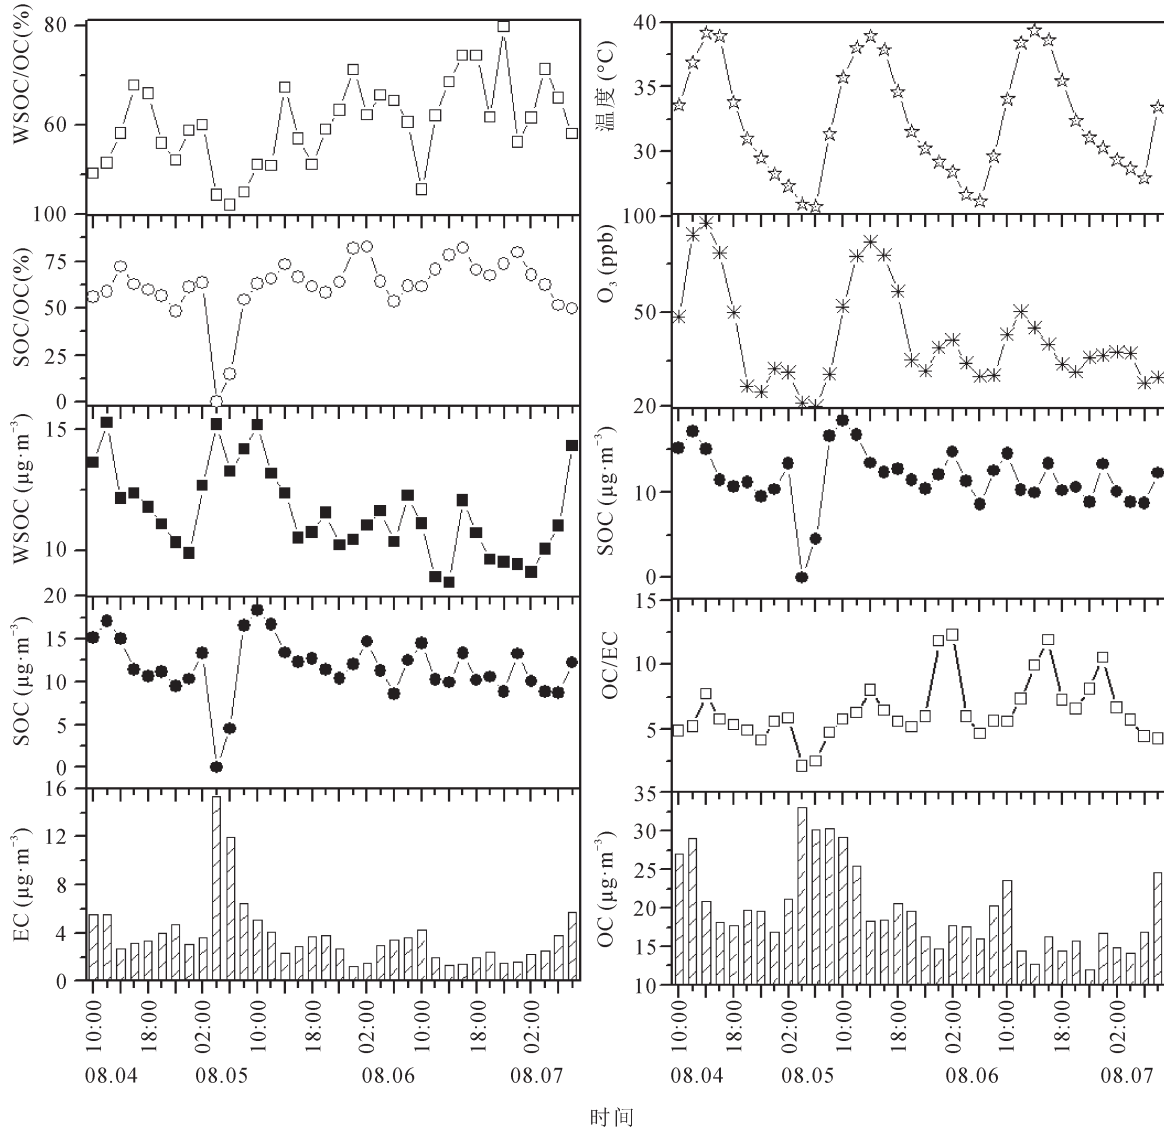 WSOC/OC(%)
80
60
100
SOC/OC(%)
75
50
25
0
WSOC (μg·m⁻³)
15
10
20
SOC (μg·m⁻³)
15
10
5
0
16
EC (μg·m⁻³)
12
8
4
0
10:00 18:00 02:00 10:00 18:00 02:00 10:00 18:00 02:00
08.04 08.05 08.06 08.07
温度 (°C)
40
35
30
100
O₃ (ppb)
50
20
SOC (μg·m⁻³)
10
0
15
OC/EC
10
5
35
OC (μg·m⁻³)
30
25
20
15
10
10:00 18:00 02:00 10:00 18:00 02:00 10:00 18:00 02:00
08.04 08.05 08.06 08.07
时间